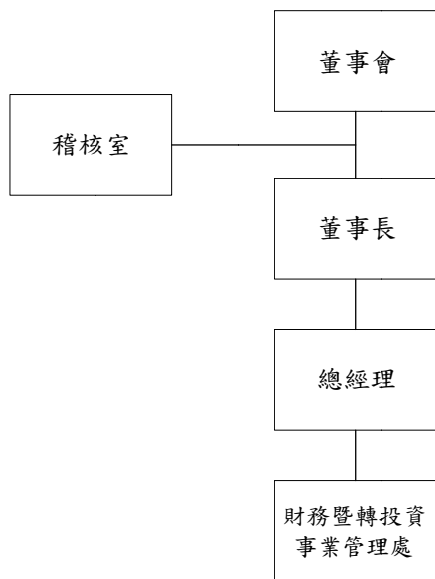 董事會
稽核室
董事長
總經理
財務暨轉投資
事業管理處